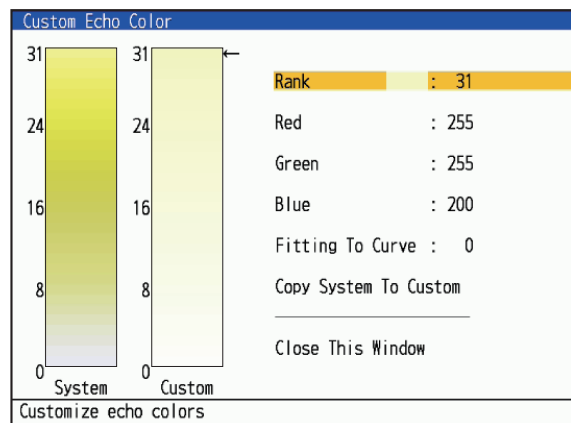 Custom Echo Color
31
24
16
8
0
System
31
24
16
8
0
Custom
←
Rank : 31
Red : 255
Green : 255
Blue : 200
Fitting To Curve : 0
Copy System To Custom
Close This Window
Customize echo colors